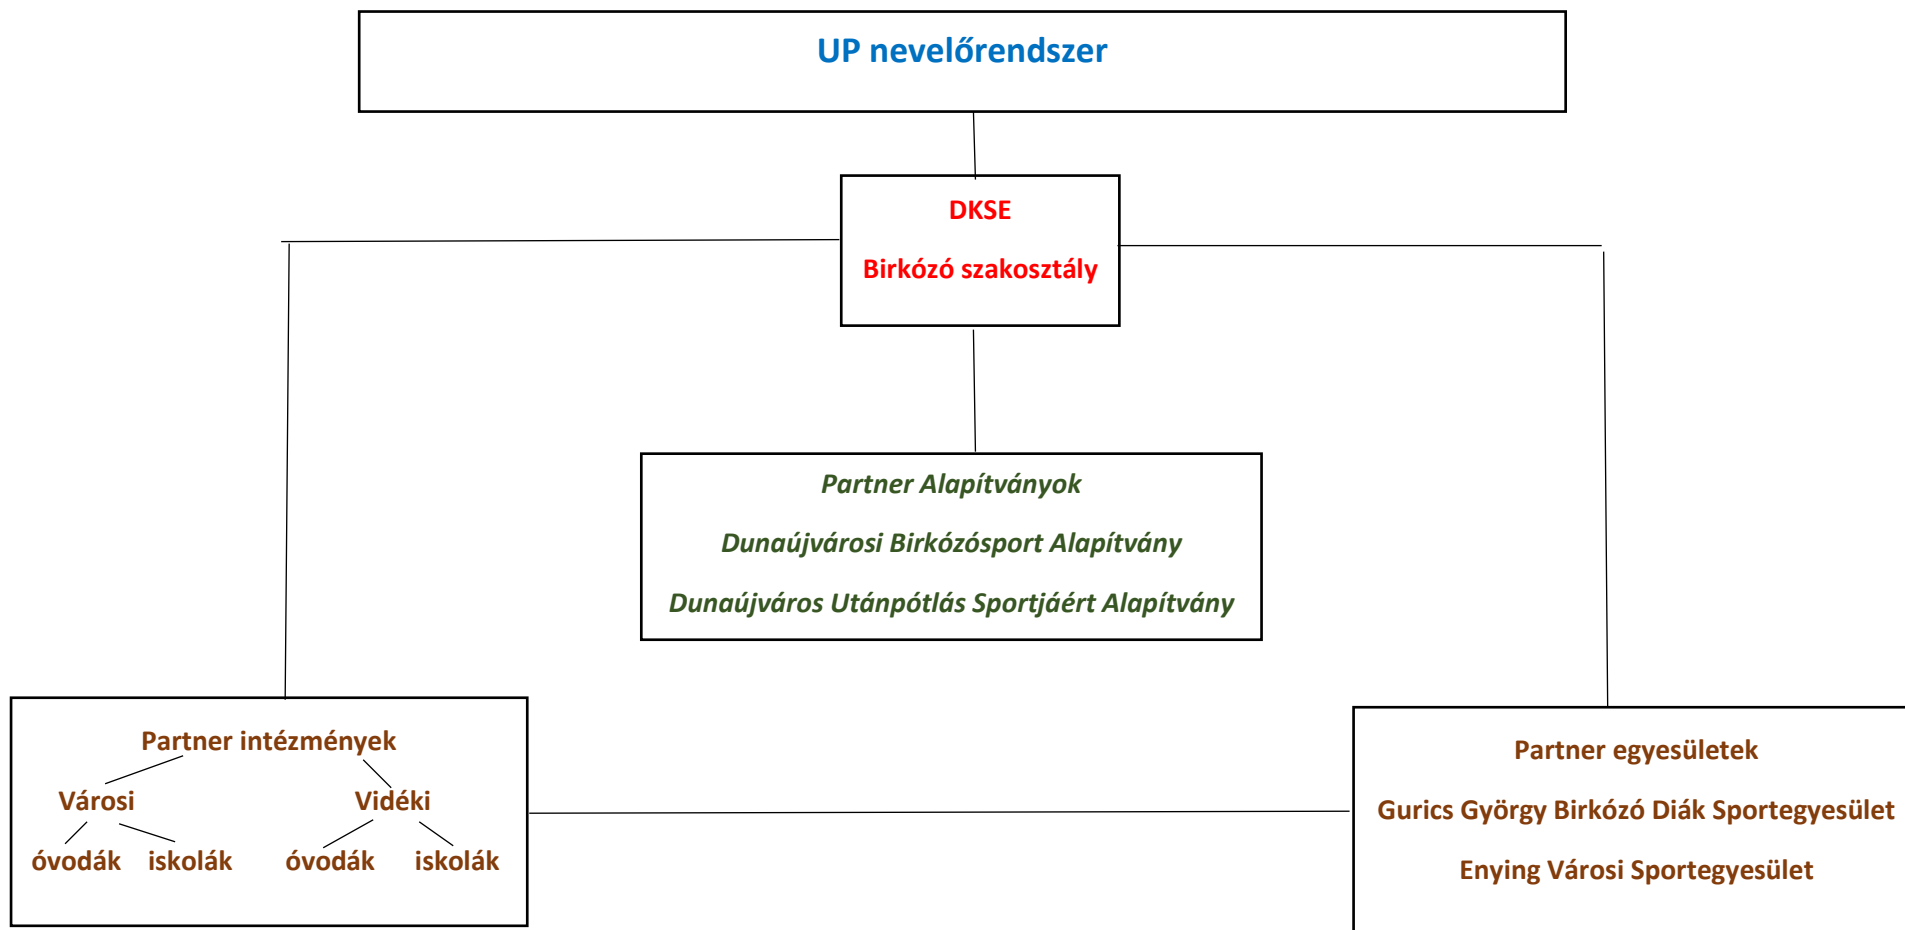 UP nevelőrendszer
DKSE
Birkózó szakosztály
Partner Alapítványok
Dunaújvárosi Birkózósport Alapítvány
Dunaújváros Utánpótlás Sportjáért Alapítvány
Partner intézmények
Városi Vidéki
óvodák iskolák óvodák iskolák
Partner egyesületek
Gurics György Birkózó Diák Sportegyesület
Enying Városi Sportegyesület